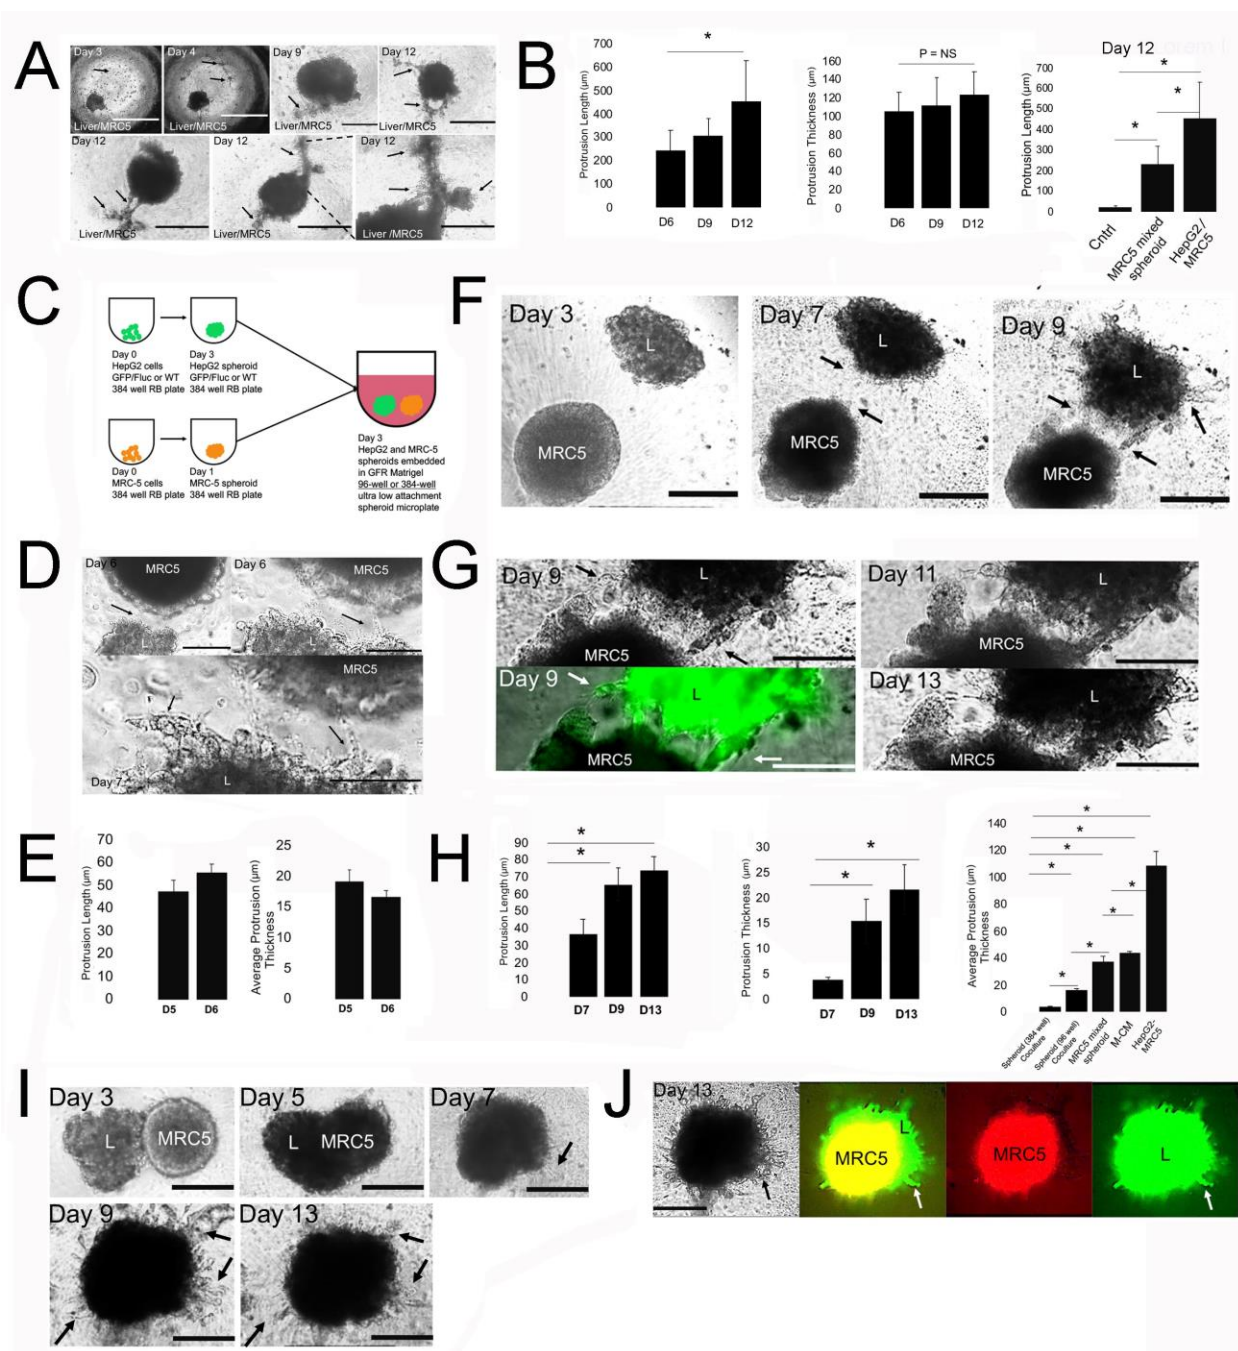 A
Day 3
Liver/MRC5
Day 4
Liver/MRC5
Day 9
Liver/MRC5
Day 12
Liver/MRC5
Day 12
Liver/MRC5
Day 12
Liver/MRC5
Day 12
Liver /MRC5
B
Protrusion Length (µm)
700
600
500
400
300
200
100
0
*
D6 D9 D12
Protrusion Thickness (µm)
160
140
120
100
80
60
40
20
0
P = NS
D6 D9 D12
Day 12
Protrusion Length (µm)
700
600
500
400
300
200
100
0
*
*
*
Cntrl
MRC5 mixed
spheroid
HepG2/
MRC5
C
Day 0
HepG2 cells
GFP/Fluc or WT
384 well RB plate
Day 3
HepG2 spheroid
GFP/Fluc or WT
384 well RB plate
Day 0
MRC-5 cells
384 well RB plate
Day 1
MRC-5 spheroid
384 well RB plate
Day 3
HepG2 and MRC-5
spheroids embedded
in GFR Matrigel
96-well or 384-well
ultra low attachment
spheroid microplate
F
Day 3
L
MRC5
Day 7
L
MRC5
Day 9
L
MRC5
D
Day 6
MRC5
L
Day 6
MRC5
L
MRC5
Day 7
L
G
Day 9
L
MRC5
Day 11
L
MRC5
Day 9
L
MRC5
Day 13
L
MRC5
E
Protrusion Length (µm)
70
60
50
40
30
20
10
0
D5 D6
Average Protrusion (µm)
Thickness
25
20
15
10
5
0
D5 D6
H
Protrusion Length (µm)
90
80
70
60
50
40
30
20
10
0
*
*
D7 D9 D13
Protrusion Thickness (µm)
30
25
20
15
10
5
0
*
*
D7 D9 D13
Average Protrusion (µm)
Thickness
140
120
100
80
60
40
20
0
*
*
*
*
*
*
*
*
Spheroid (384 well)
Coculture
Spheroid (96 well)
Coculture
MRC5 mixed
spheroid
M-CM
HepG2-
MRC5
I
Day 3
L
MRC5
Day 5
L
MRC5
Day 7
Day 9
Day 13
J
Day 13
MRC5
L
MRC5
L